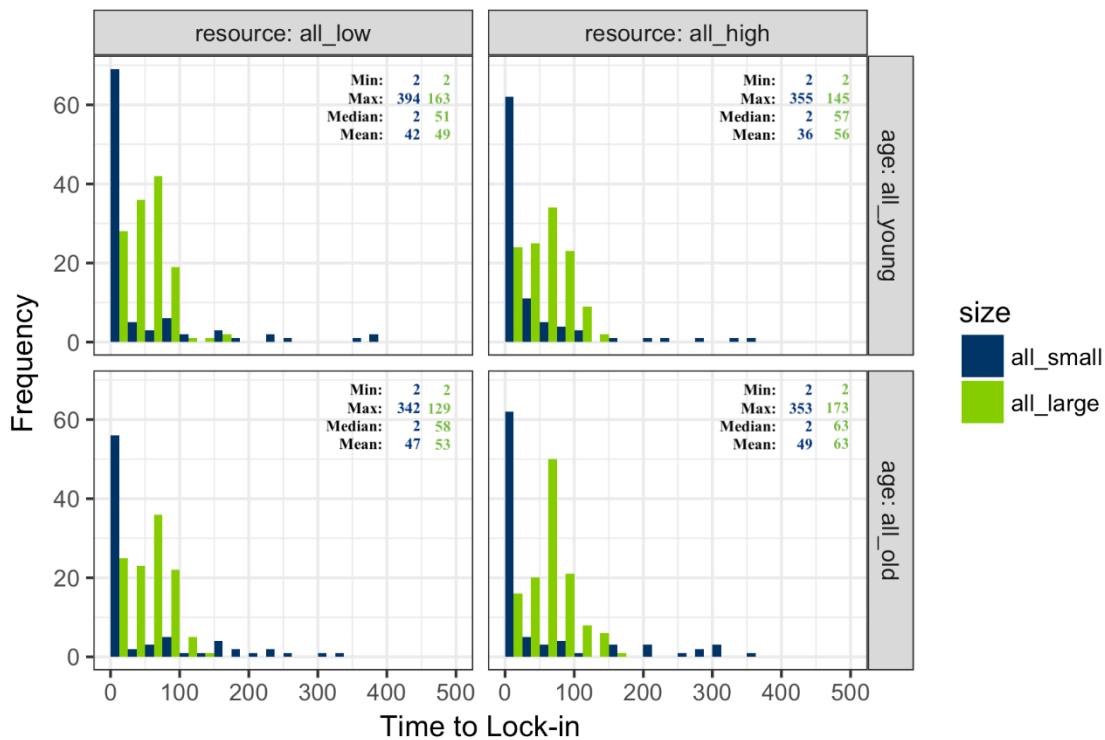 resource: all_low
resource: all_high
age: all_young
age: all_old
Min: 2 2
Max: 394 163
Median: 2 51
Mean: 42 49
Min: 2 2
Max: 355 145
Median: 2 57
Mean: 36 56
Min: 2 2
Max: 342 129
Median: 2 58
Mean: 47 53
Min: 2 2
Max: 353 173
Median: 2 63
Mean: 49 63
Frequency
60
40
20
0
60
40
20
0
0 100 200 300 400 500
0 100 200 300 400 500
Time to Lock-in
size
all_small
all_large